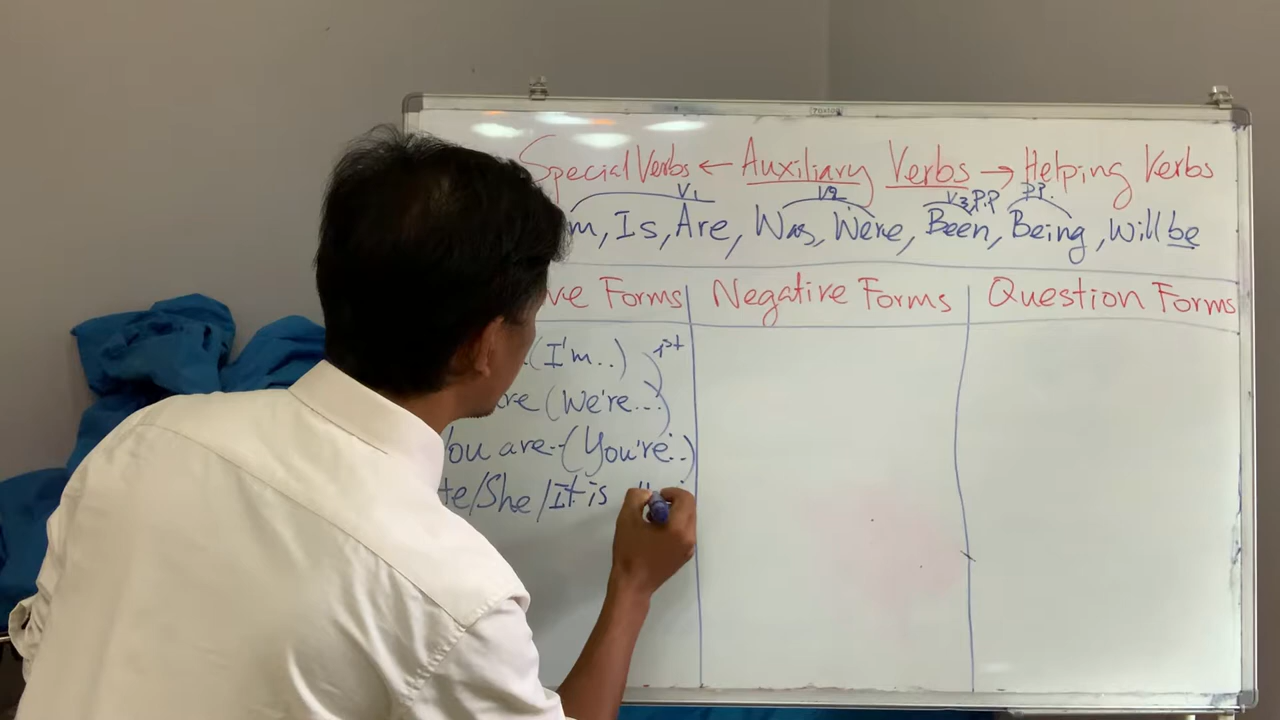 Special Verbs ← Auxiliary Verbs → Helping Verbs
V1 V2 V3 P.P P.P.
m, Is, Are, Was, Were, Been, Being, will be
ve Forms Negative Forms Question Forms
(I'm..) 1st
re (We're...)
You are..(You're..)
He/She/It is